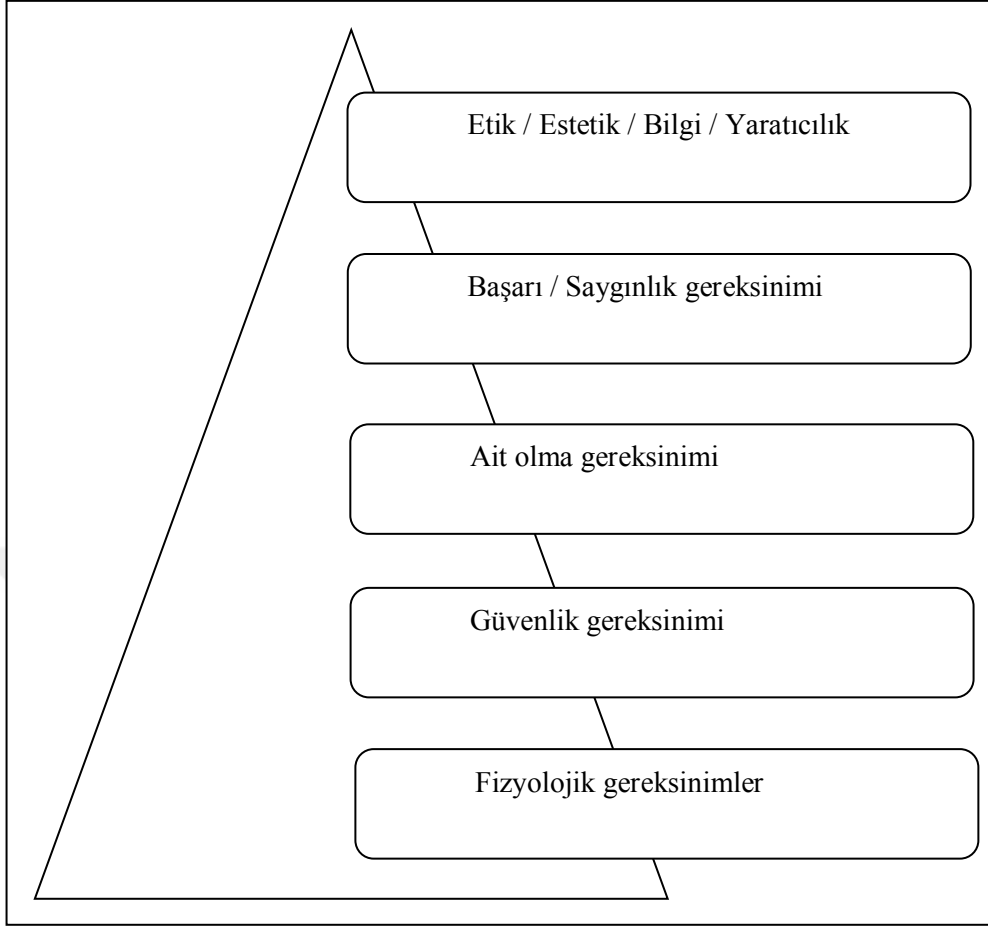 Etik / Estetik / Bilgi / Yaratıcılık
Başarı / Saygınlık gereksinimi
Ait olma gereksinimi
Güvenlik gereksinimi
Fizyolojik gereksinimler